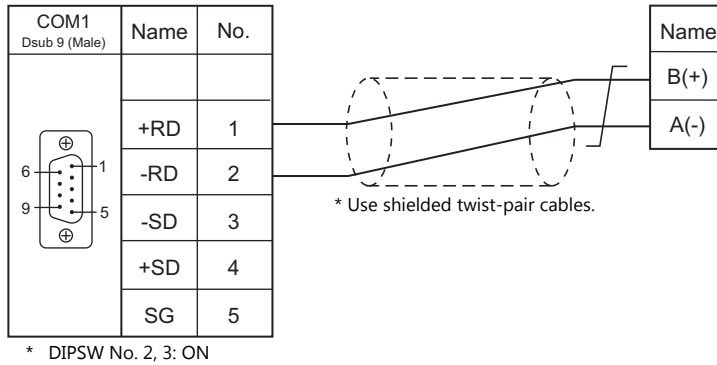 COM1
Dsub 9 (Male)
Name No.
+RD 1
-RD 2
-SD 3
+SD 4
SG 5
6 1
9 5
* DIPSW No. 2, 3: ON
* Use shielded twist-pair cables.
Name
B(+)
A(-)